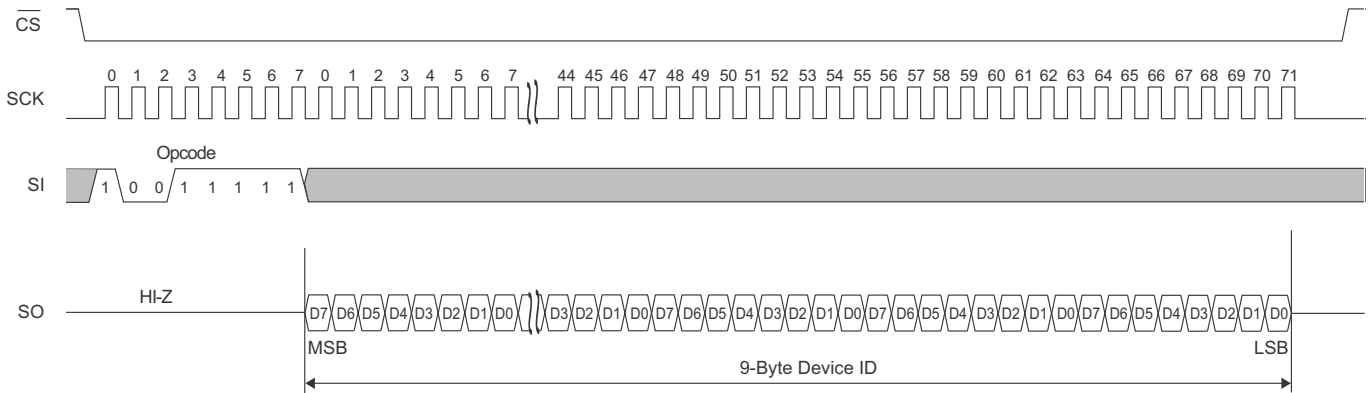 CS
0 1 2 3 4 5 6 7 0 1 2 3 4 5 6 7 44 45 46 47 48 49 50 51 52 53 54 55 56 57 58 59 60 61 62 63 64 65 66 67 68 69 70 71
SCK
Opcode
SI 1 0 0 1 1 1 1 1
HI-Z
SO D7 D6 D5 D4 D3 D2 D1 D0 D3 D2 D1 D0 D7 D6 D5 D4 D3 D2 D1 D0 D7 D6 D5 D4 D3 D2 D1 D0 D7 D6 D5 D4 D3 D2 D1 D0
MSB LSB
9-Byte Device ID